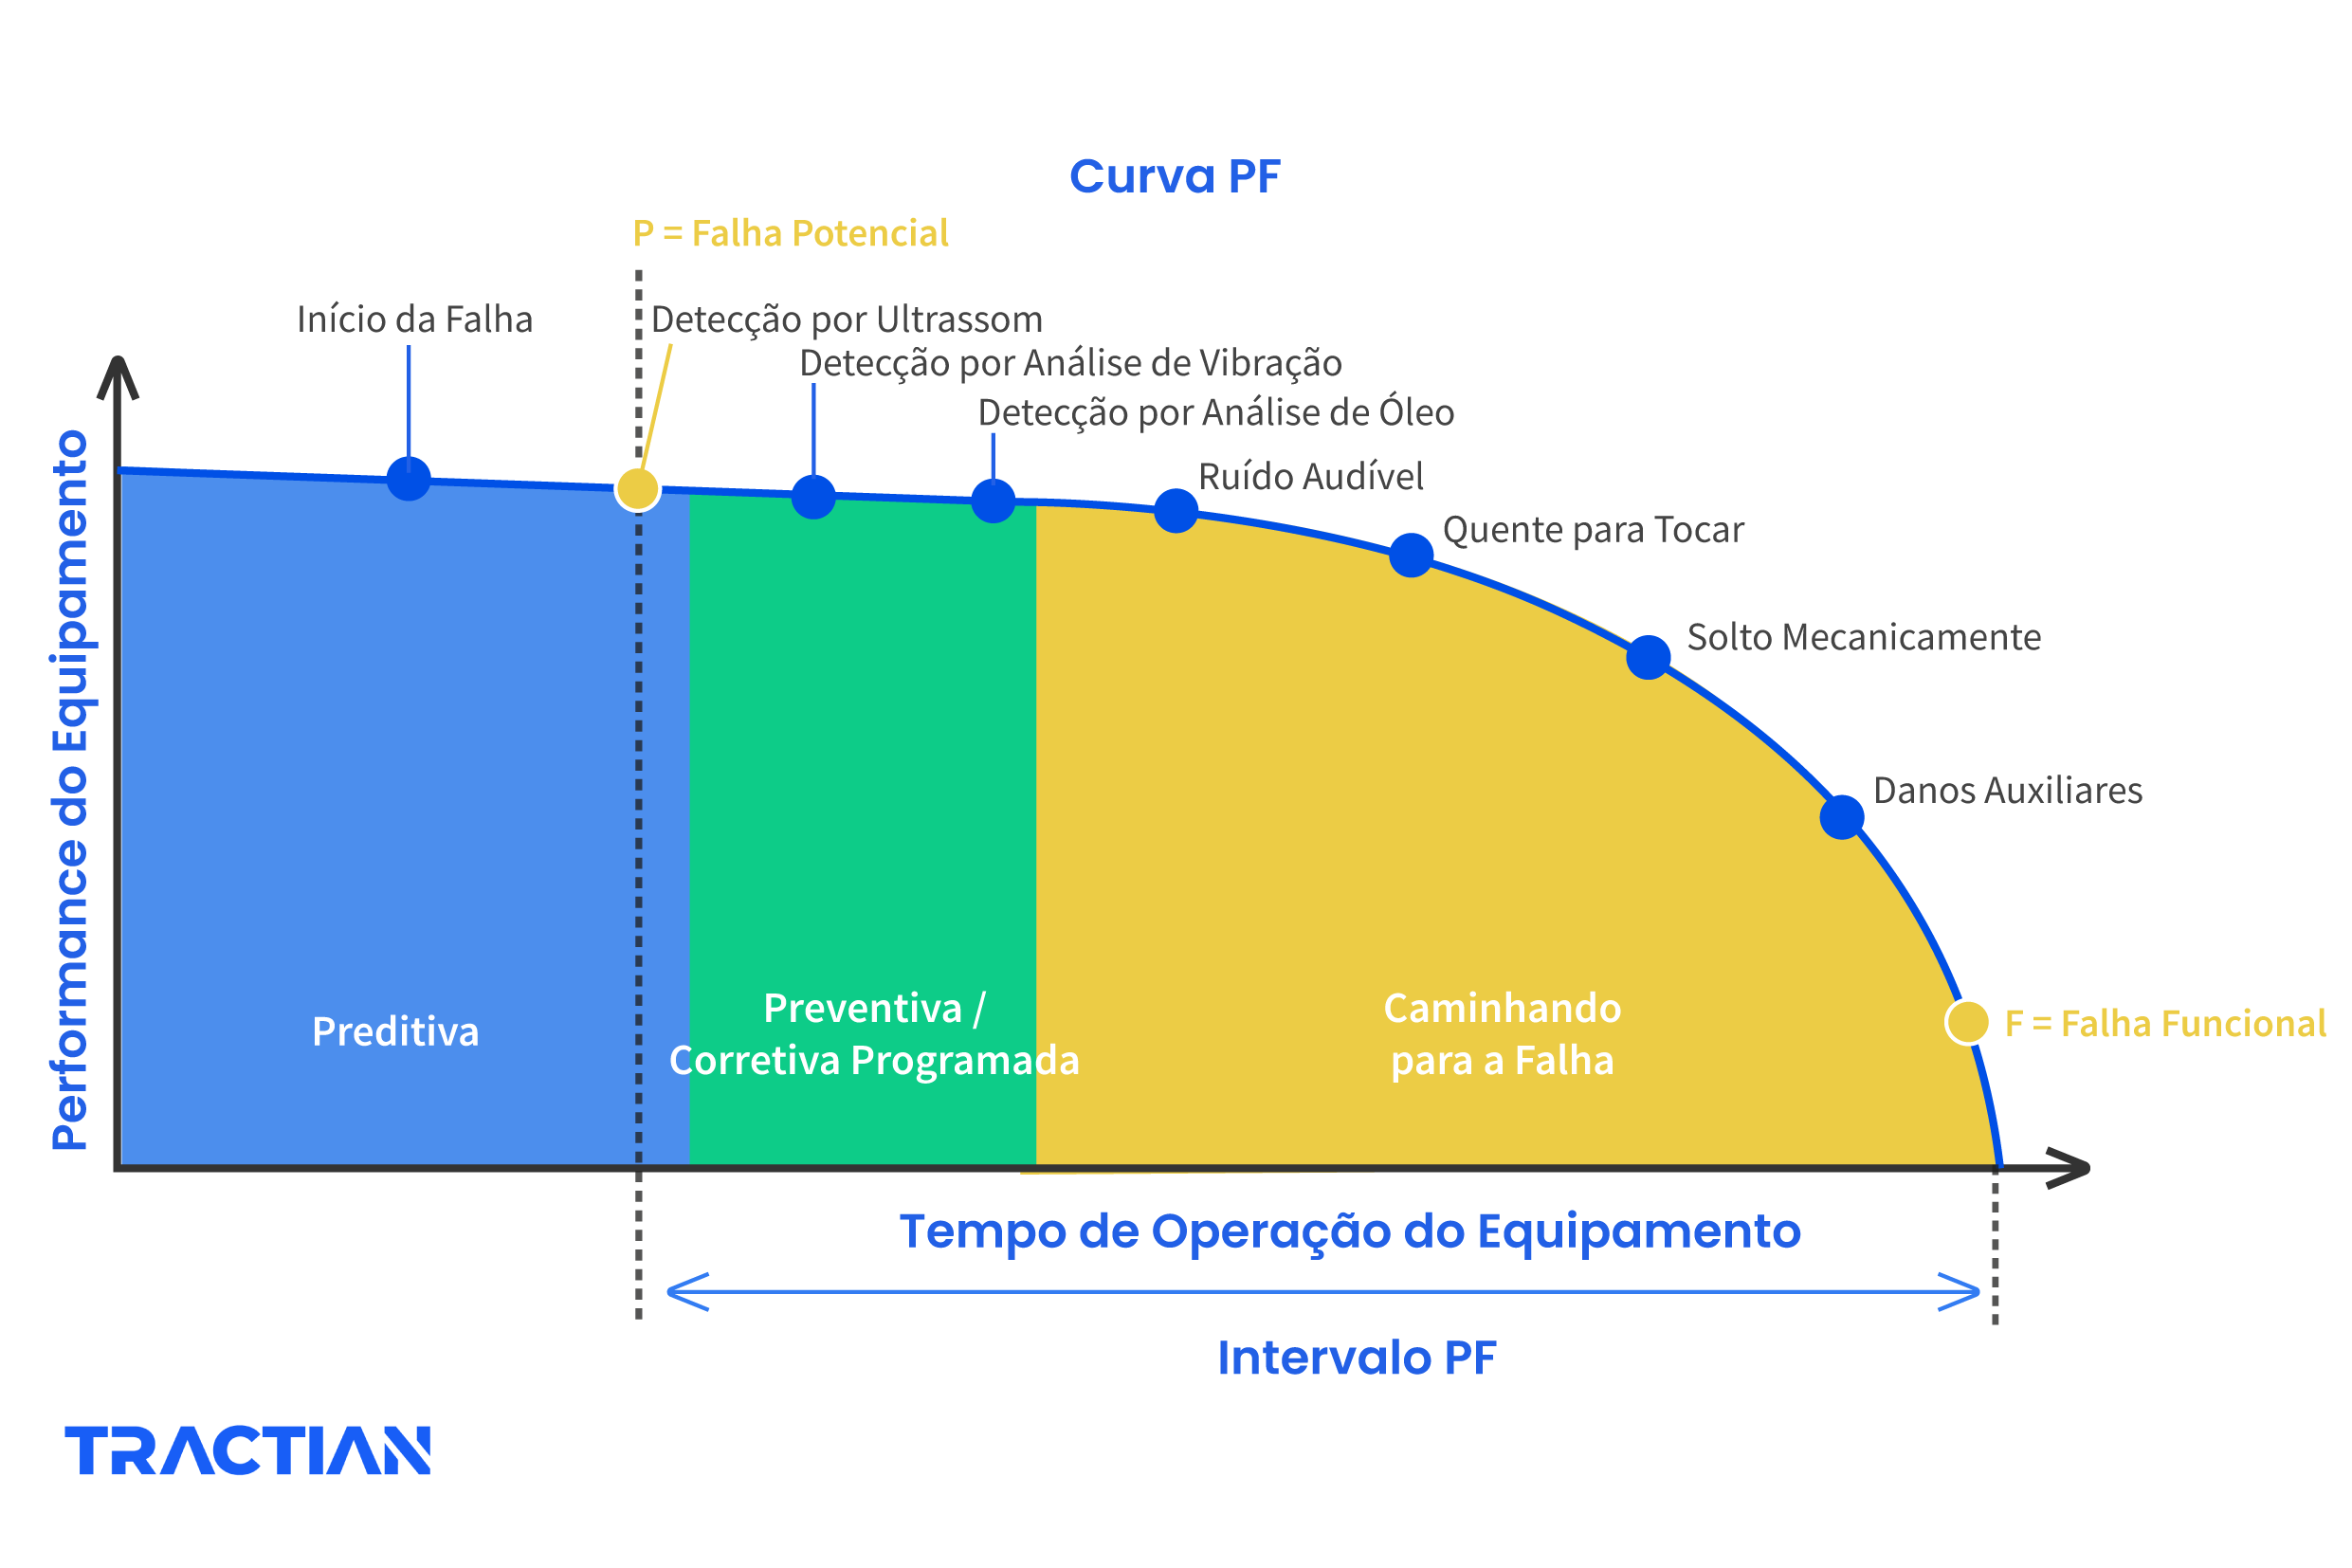 Curva PF
P = Falha Potencial
Início da Falha
Detecção por Ultrassom
Detecção por Análise de Vibração
Detecção por Análise de Óleo
Ruído Audível
Quente para Tocar
Solto Mecanicamente
Danos Auxiliares
F = Falha Funcional
Performance do Equipamento
Preditiva
Preventiva /
Corretiva Programada
Caminhando
para a Falha
Tempo de Operação do Equipamento
Intervalo PF
TRACTIAN